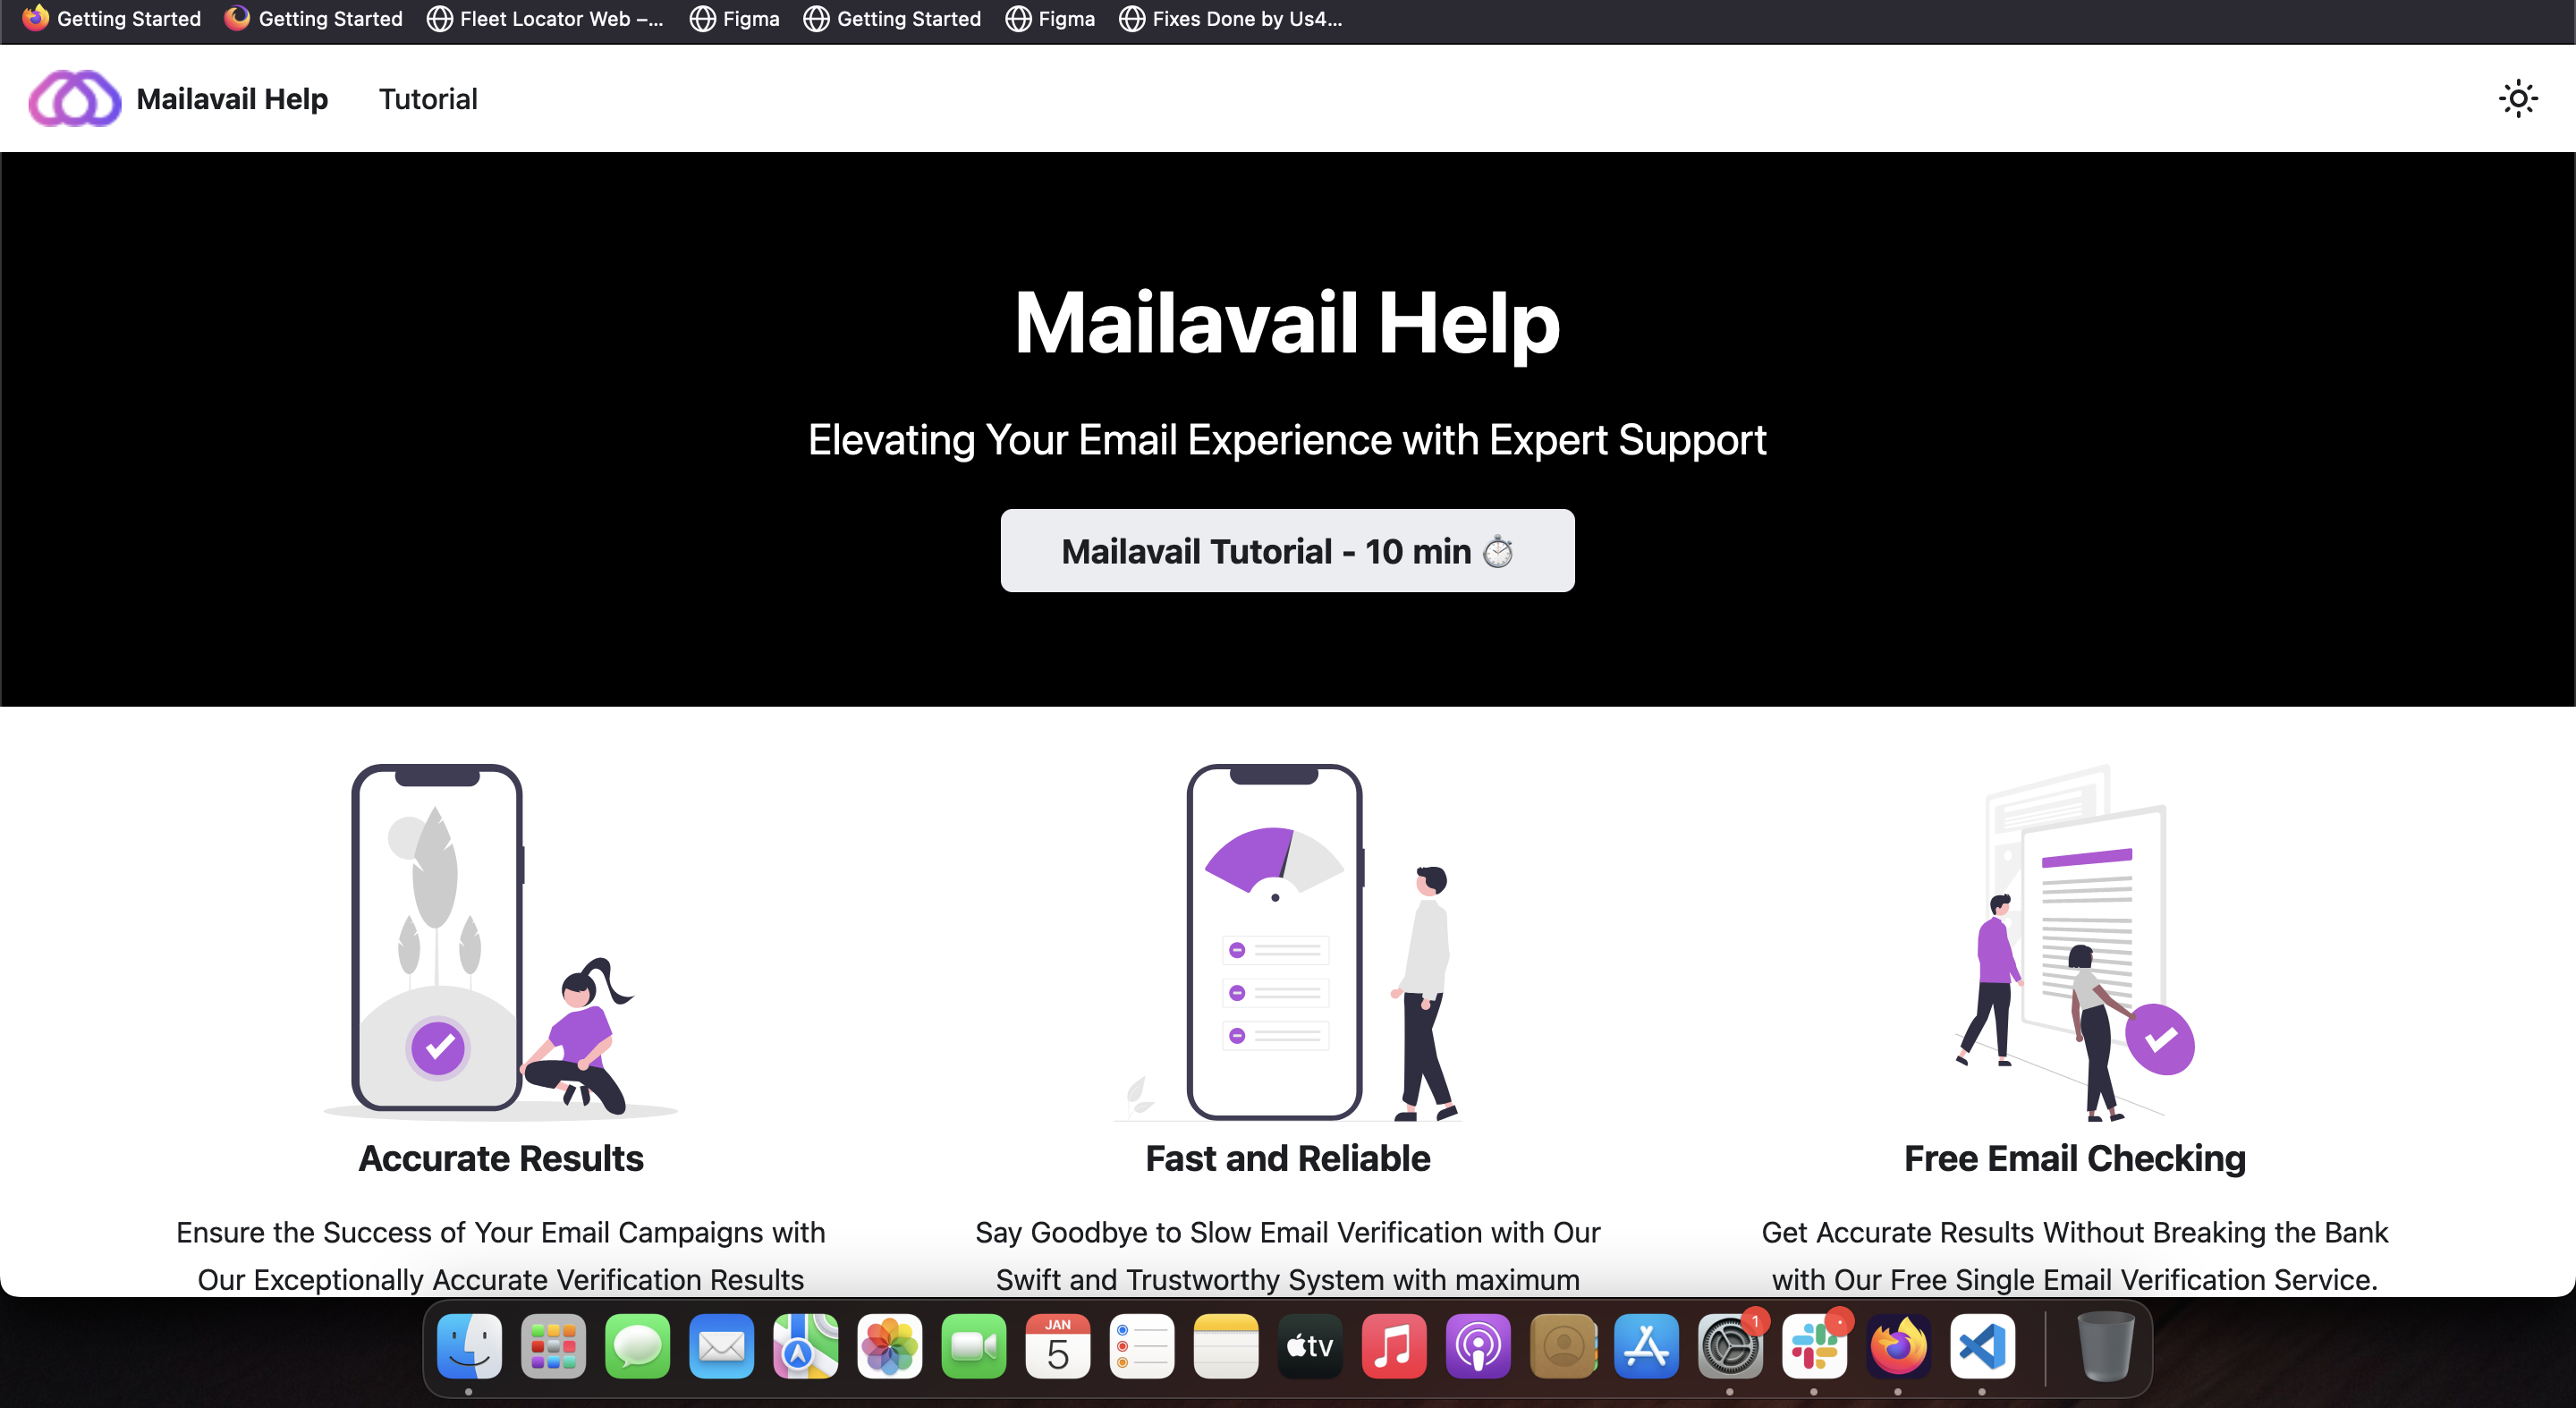 Getting Started Getting Started Fleet Locator Web –... Figma Getting Started Figma Fixes Done by Us4...
Mailavail Help Tutorial
Mailavail Help
Elevating Your Email Experience with Expert Support
Mailavail Tutorial - 10 min ⏱️
Accurate Results
Ensure the Success of Your Email Campaigns with
Our Exceptionally Accurate Verification Results
Fast and Reliable
Say Goodbye to Slow Email Verification with Our
Swift and Trustworthy System with maximum
Free Email Checking
Get Accurate Results Without Breaking the Bank
with Our Free Single Email Verification Service.
JAN
5
tv
1